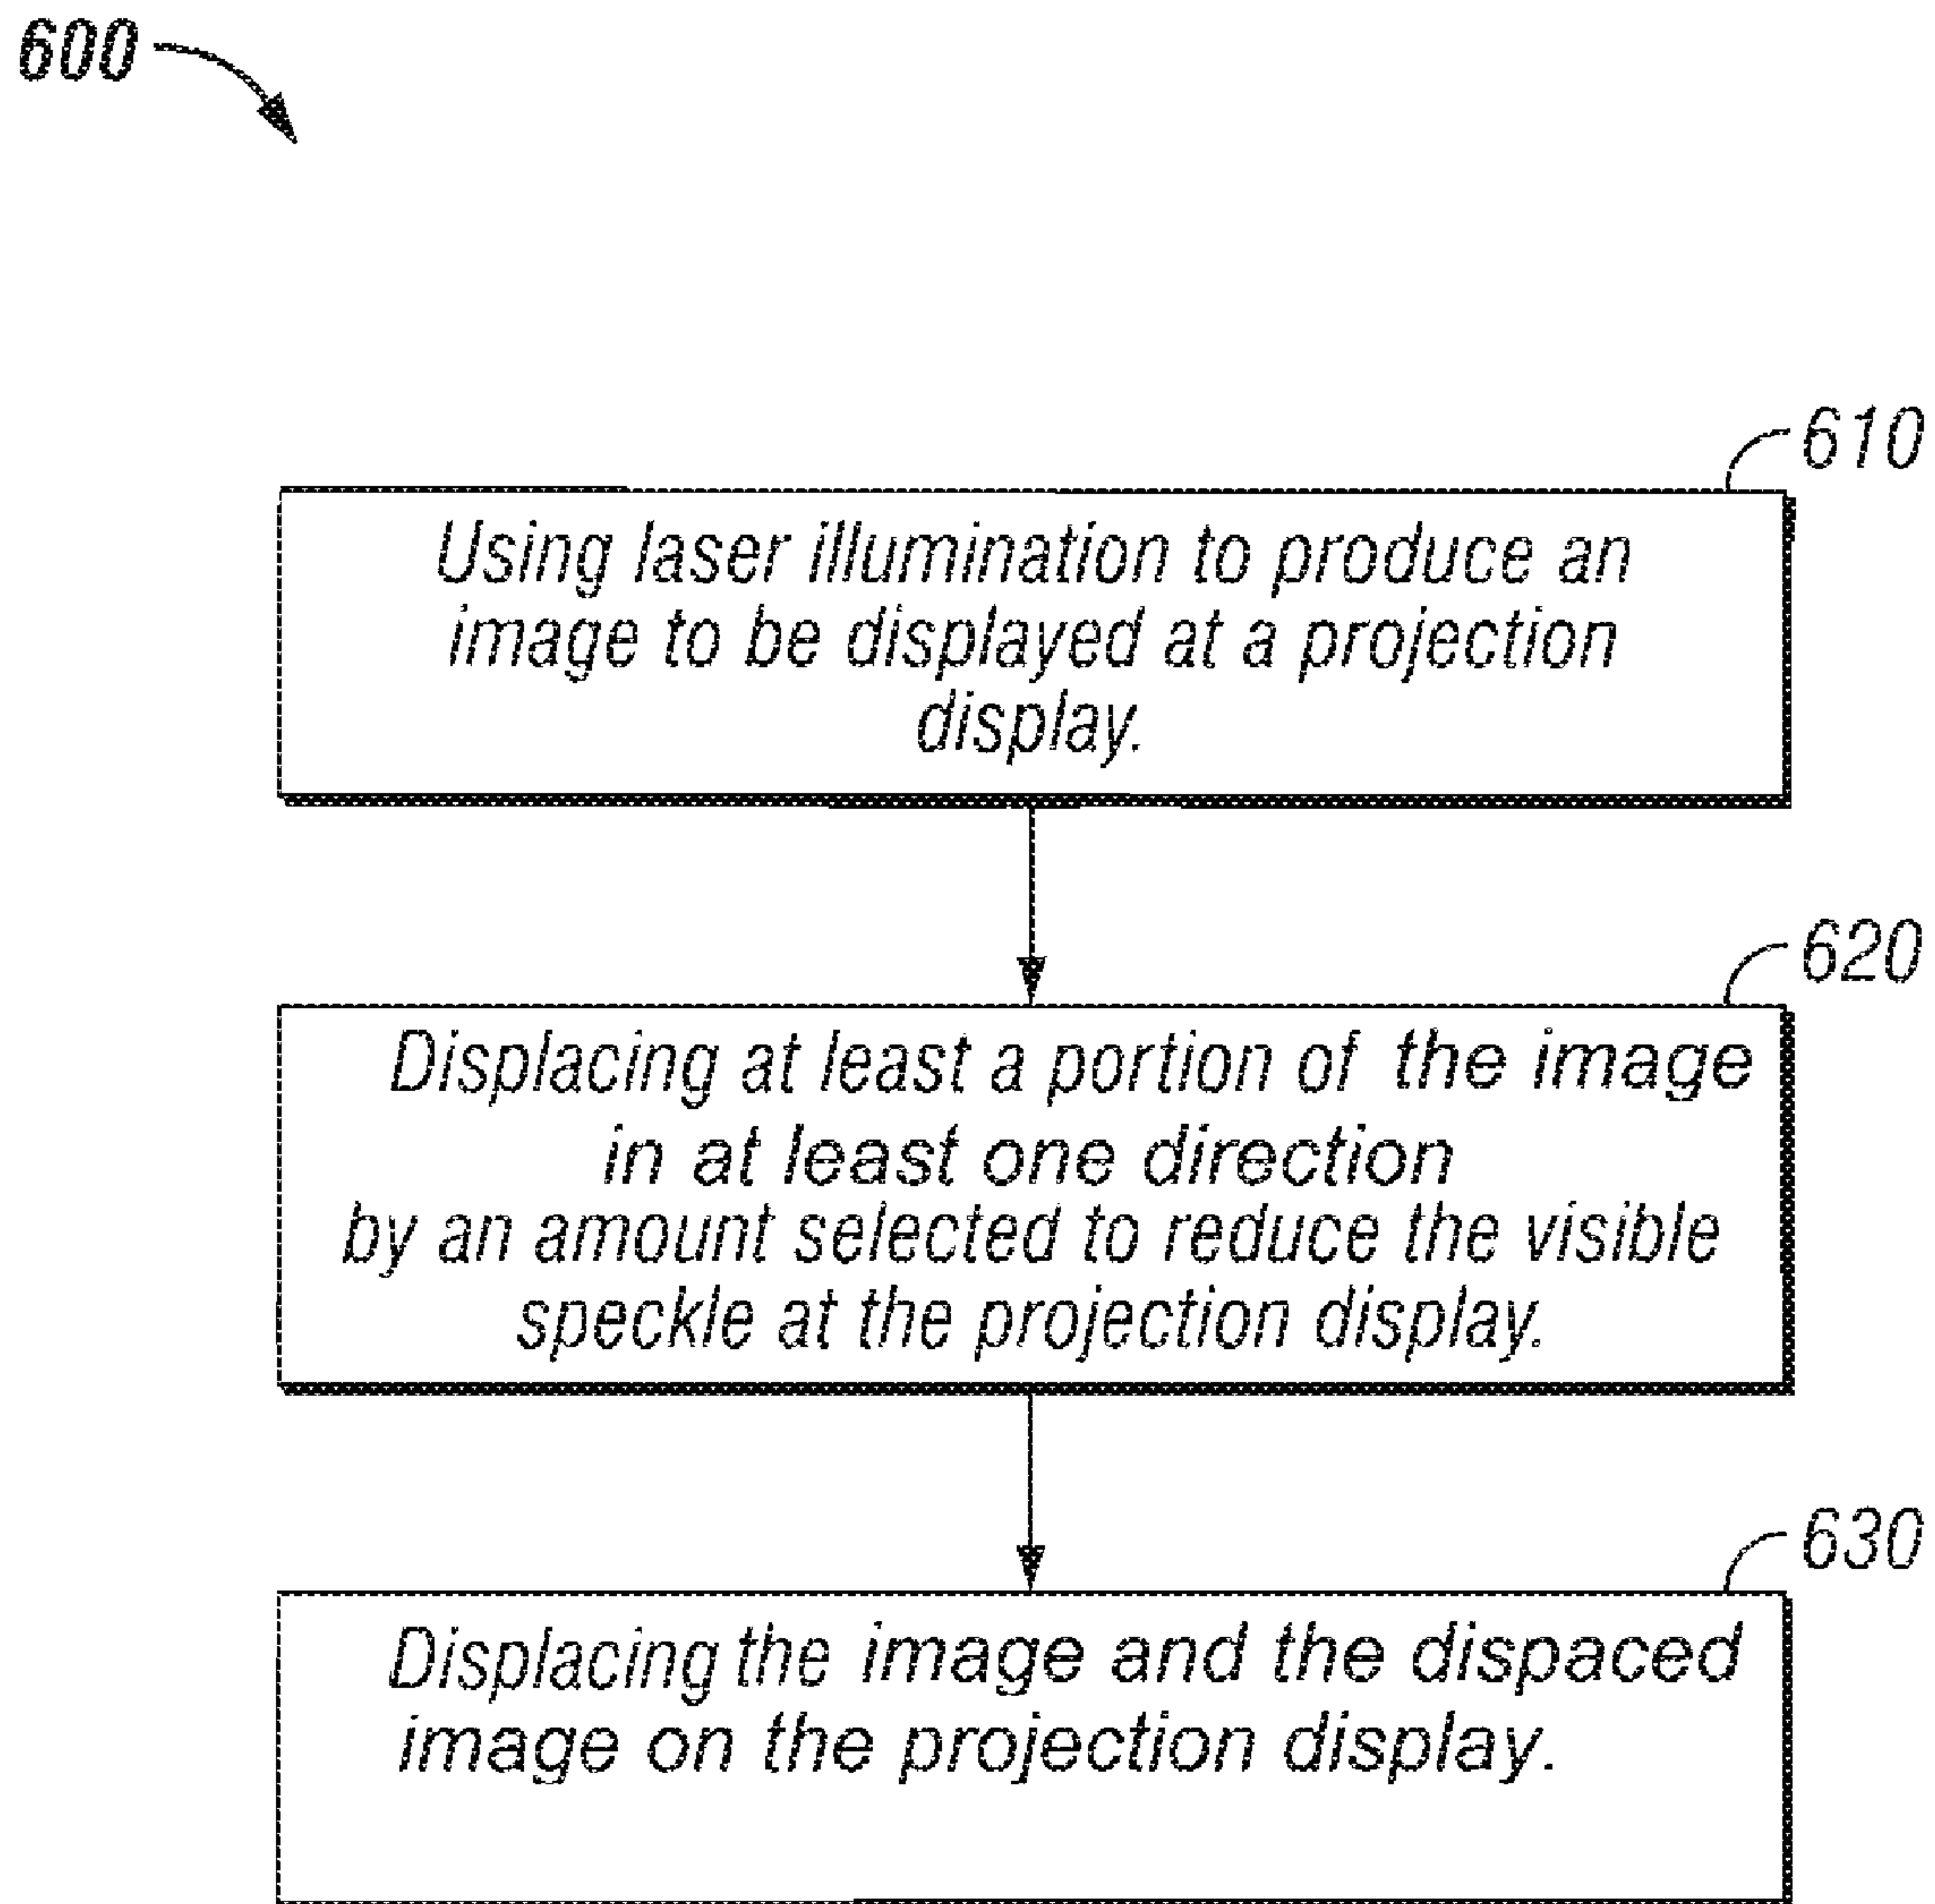 600
610
Using laser illumination to produce an
image to be displayed at a projection
display.
620
Displacing at least a portion of the image
in at least one direction
by an amount selected to reduce the visible
speckle at the projection display.
630
Displacing the image and the dispaced
image on the projection display.